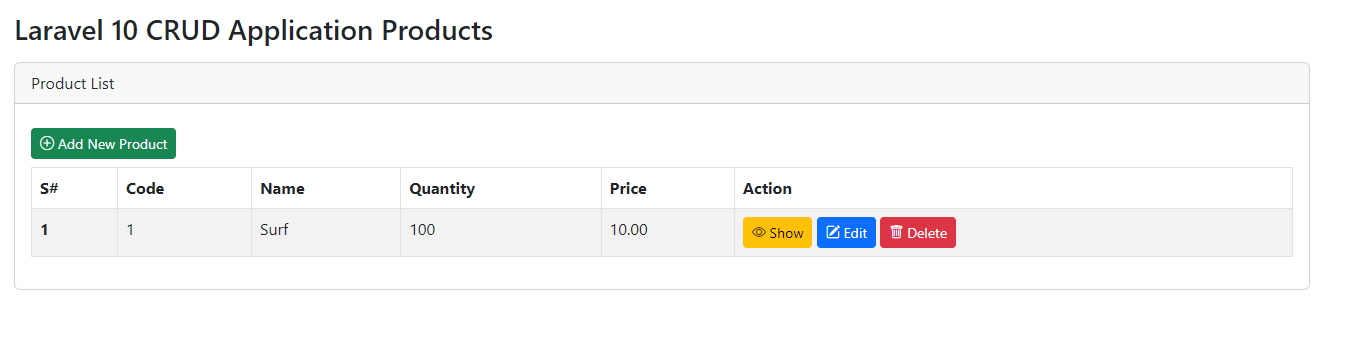 Laravel 10 CRUD Application Products
Product List
Add New Product
S# Code Name Quantity Price Action
1 1 Surf 100 10.00 Show Edit Delete